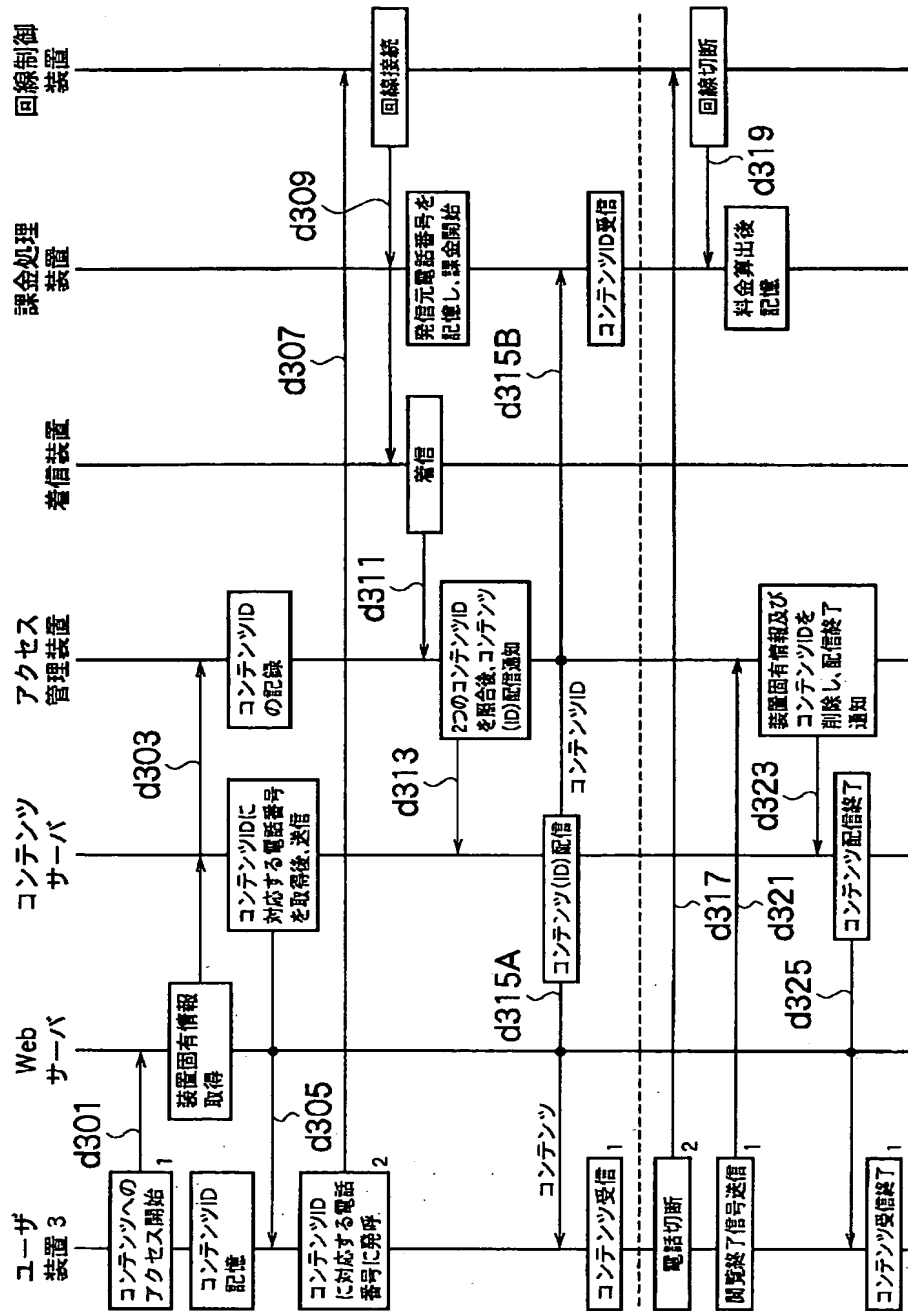 ユーザ
装置3
Web
サーバ
コンテンツ
サーバ
アクセス
管理装置
着信装置
課金処理
装置
回線制御
装置
コンテンツへの
アクセス開始
1
d301
装置固有情報
取得
d303
コンテンツID
記憶
コンテンツIDに
対応する電話番号
を取得後、送信
コンテンツID
の記録
d305
コンテンツID
に対応する電話
番号に発呼
2
d307
回線接続
d309
着信
発信元電話番号を
記憶し、課金開始
d311
2つのコンテンツID
を照合後、コンテンツ
(ID)配信通知
d313
コンテンツ
d315A
コンテンツ(ID)配信
コンテンツID
d315B
コンテンツ受信
1
コンテンツID受信
電話切断
2
d317
回線切断
d319
料金算出後
記憶
閲覧終了信号送信
1
d321
装置固有情報及び
コンテンツIDを
削除し、配信終了
通知
d323
コンテンツ配信終了
d325
コンテンツ受信終了
1